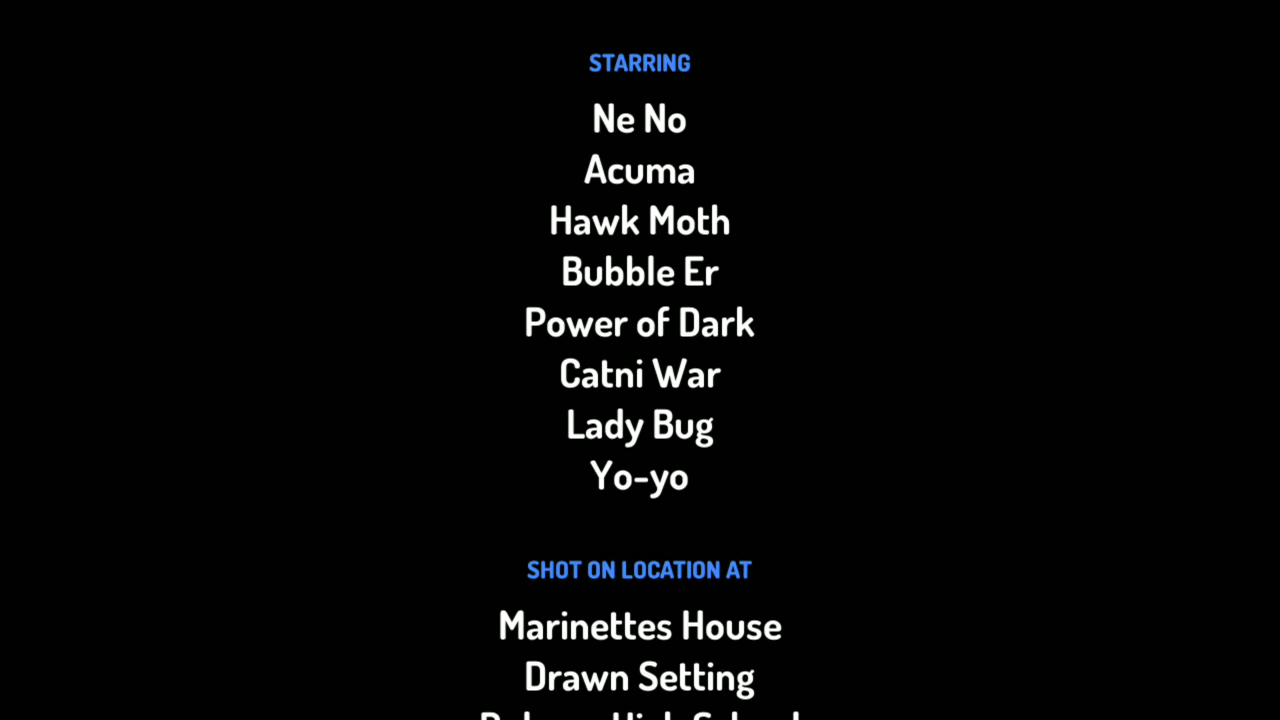 STARRING
Ne No
Acuma
Hawk Moth
Bubble Er
Power of Dark
Catni War
Lady Bug
Yo-yo
SHOT ON LOCATION AT
Marinettes House
Drawn Setting